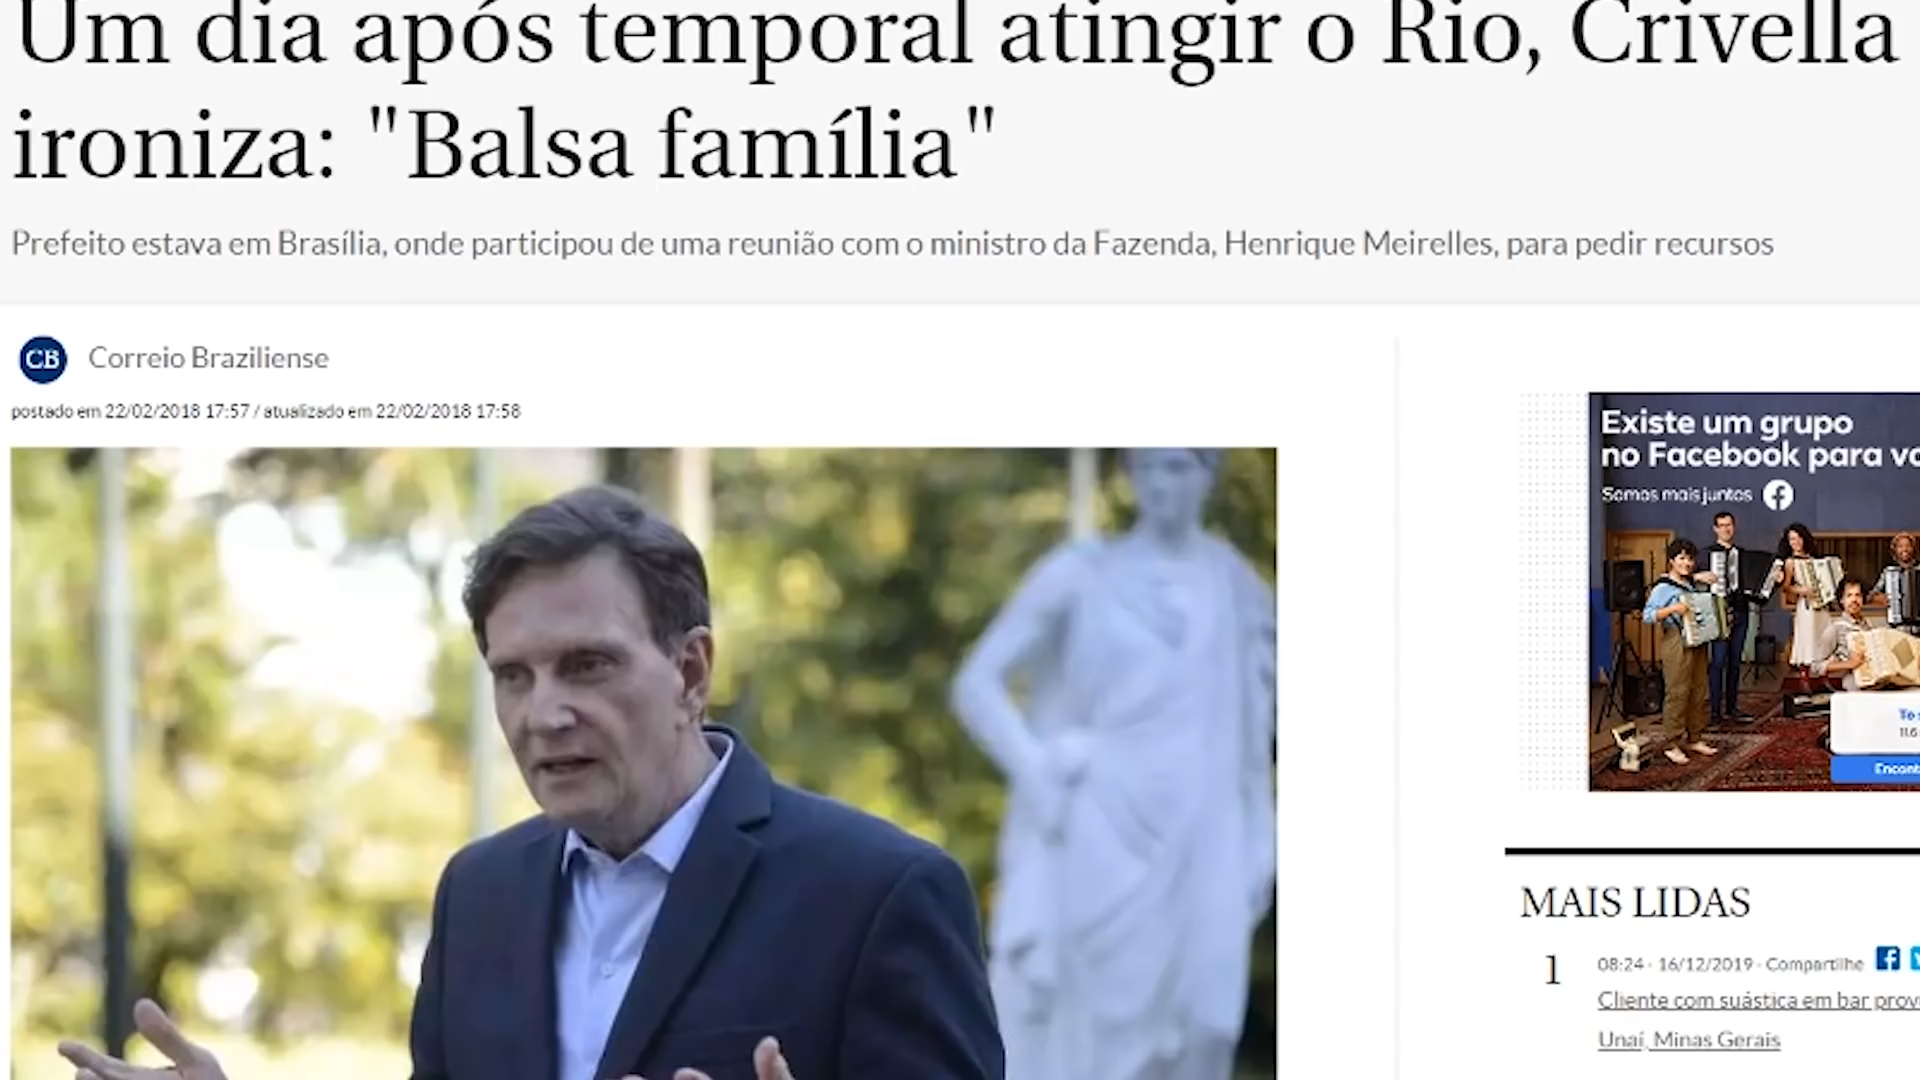 Um dia após temporal atingir o Rio, Crivella
ironiza: "Balsa família"
Prefeito estava em Brasília, onde participou de uma reunião com o ministro da Fazenda, Henrique Meirelles, para pedir recursos
CB Correio Braziliense
postado em 22/02/2018 17:57 / atualizado em 22/02/2018 17:58
Existe um grupo
no Facebook para
Somos mais juntos
MAIS LIDAS
1
08:24 - 16/12/2019 - Compartilhe
Cliente com suástica em bar
Unaí, Minas Gerais